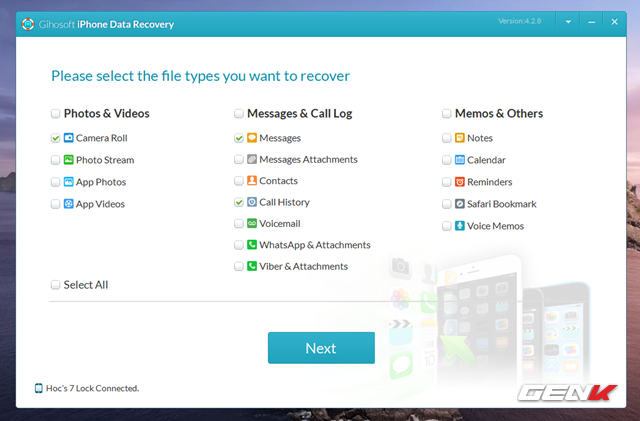 Gihosoft iPhone Data Recovery
Version:4.2.8
Please select the file types you want to recover
Photos & Videos
Camera Roll
Photo Stream
App Photos
App Videos
Messages & Call Log
Messages
Messages Attachments
Contacts
Call History
Voicemail
WhatsApp & Attachments
Viber & Attachments
Memos & Others
Notes
Calendar
Reminders
Safari Bookmark
Voice Memos
Select All
Next
Hoc's 7 Lock Connected.
GENK